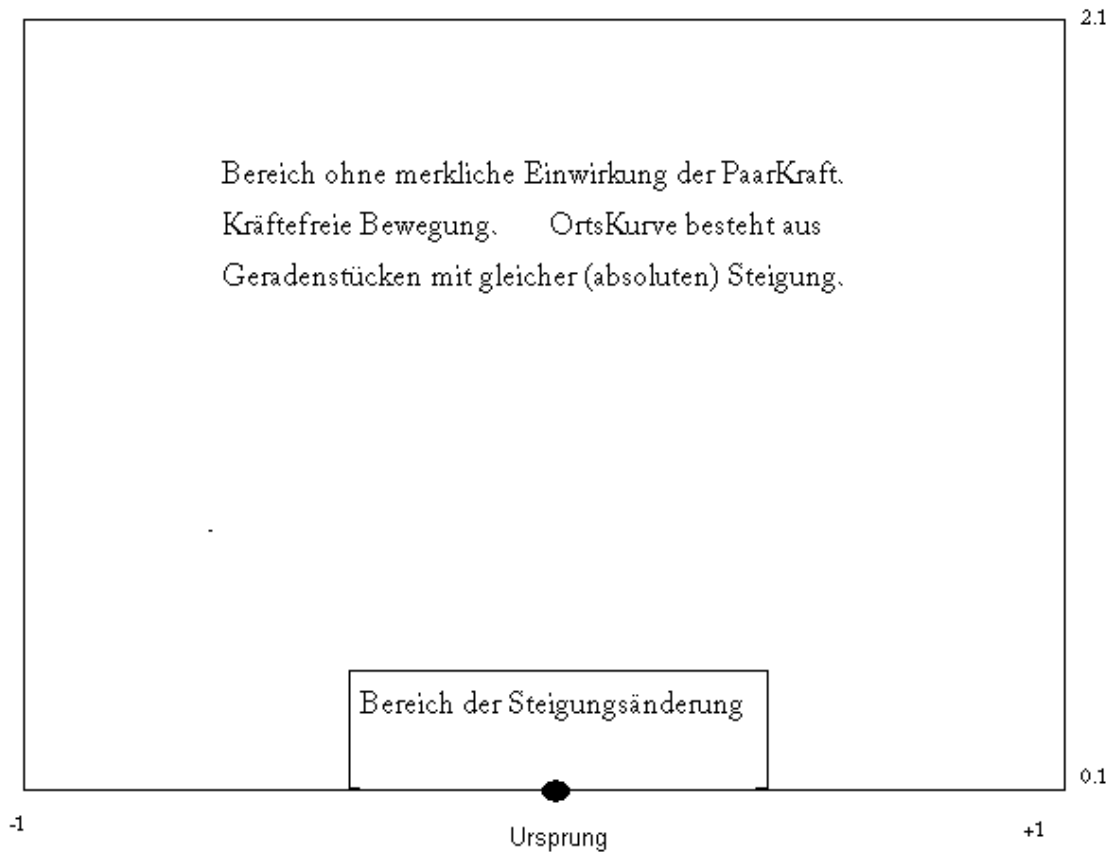 2.1
Bereich ohne merkliche Einwirkung der PaarKraft.
Kräftefreie Bewegung. OrtsKurve besteht aus
Geradenstücken mit gleicher (absoluten) Steigung.
Bereich der Steigungsänderung
0.1
-1 +1
Ursprung